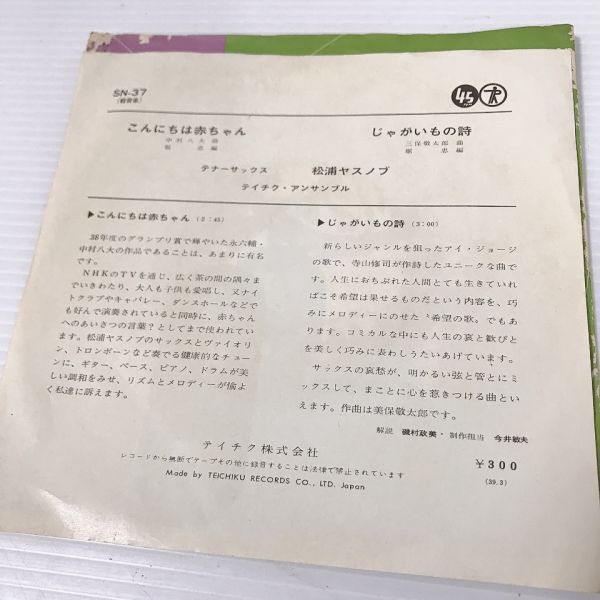 SN-37
(軽音楽)
45
こんにちは赤ちゃん
中村八大 曲
堀 忠 編
じゃがいもの詩
三保敬太郎 曲
堀 忠 編
テナーサックス 松浦ヤスノブ
テイチク・アンサンブル
▶こんにちは赤ちゃん(2:45)
38年度のグランプリ賞で輝やいた永六輔・
中村八大の作品であることは、あまりに有名
です。
NHKのTVを通じ、広く茶の間の隅々ま
でいきわたり、大人も子供も愛唱し、又ナイ
トクラブやキャバレー、ダンスホールなどで
も好んで演奏されていると同時に、赤ちゃん
へのあいさつの言葉?としてまで使われてい
ます。松浦ヤスノブのサックスとヴァイオリ
ン、トロンボーンなど奏でる健康的なチュー
ンに、ギター、ベース、ピアノ、ドラムが美
しい調和をみせ、リズムとメロディーが愉よ
く私達に訴えます。
▶じゃがいもの詩(3:00)
新らしいジャンルを狙ったアイ・ジョージ
の歌で、寺山修司が作詩したユニークな曲で
す。人生におちぶれた人間とても生きていれ
ばこそ希望は果せるものだという内容を、巧
みにメロディーにのせた〝希望の歌〟でもあ
ります。コミカルな中にも人生の哀と歓びと
を美しく巧みに表わしうたいあげています。
サックスの哀愁が、明かるい弦と管とにミ
ックスして、まことに心を惹きつける曲とい
えます。作曲は美保敬太郎です。
解説 磯村政美・制作担当 今井敏夫
テイチク株式会社
レコードから無断でテープその他に録音することは法律で禁止されています
Made by TEICHIKU RECORDS CO., LTD. Japan
¥300
(39.3)